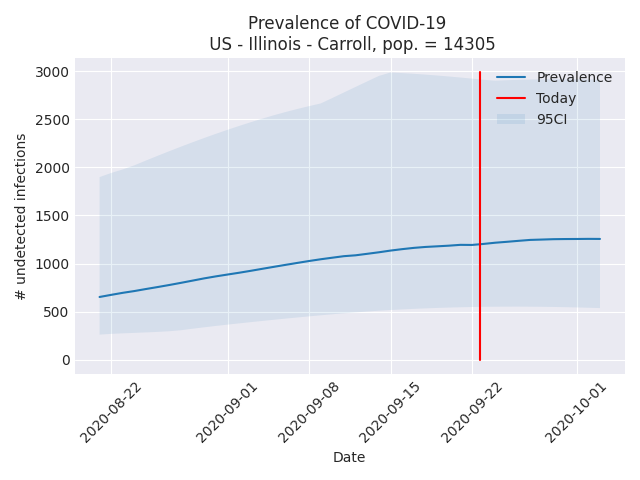 Prevalence of COVID-19
US - Illinois - Carroll, pop. = 14305
3000
2500
2000
1500
1000
500
0
# undetected infections
Prevalence
Today
95CI
2020-08-22
2020-09-01
2020-09-08
2020-09-15
2020-09-22
2020-10-01
Date